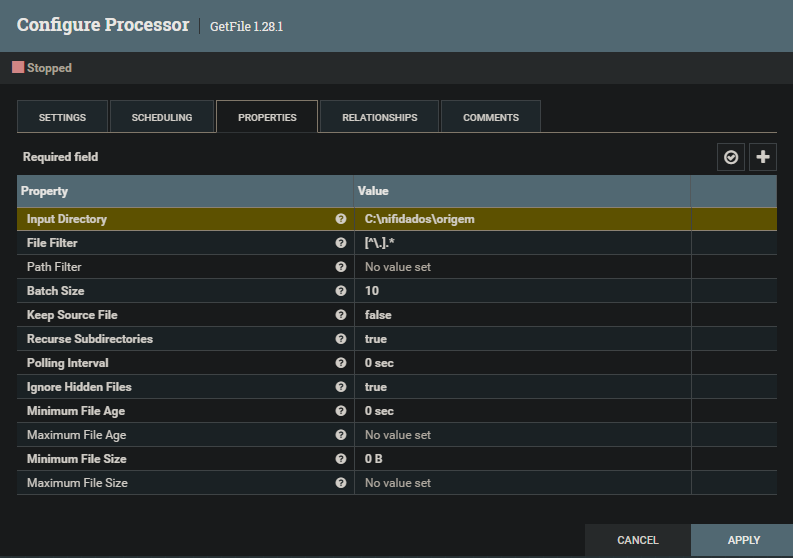 Configure Processor | GetFile 1.28.1
Stopped
SETTINGS SCHEDULING PROPERTIES RELATIONSHIPS COMMENTS
Required field
Property Value
Input Directory C:\nifidados\origem
File Filter [^\.].*
Path Filter No value set
Batch Size 10
Keep Source File false
Recurse Subdirectories true
Polling Interval 0 sec
Ignore Hidden Files true
Minimum File Age 0 sec
Maximum File Age No value set
Minimum File Size 0 B
Maximum File Size No value set
CANCEL APPLY